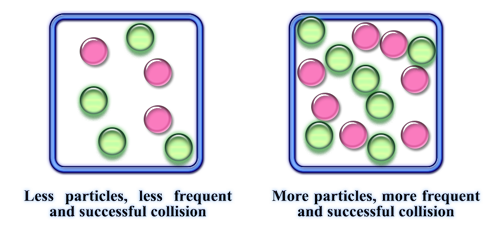 Less particles, less frequent
and successful collision
More particles, more frequent
and successful collision